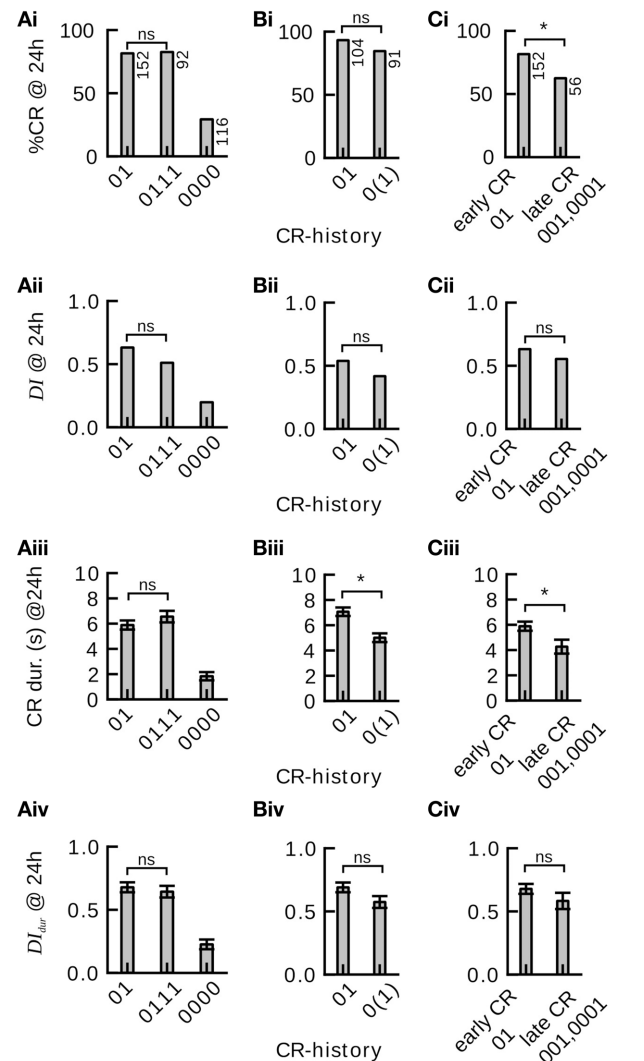 Ai
Bi
Ci
%CR @ 24h
100
50
0
ns
152
92
116
01
0111
0000
100
50
0
ns
104
91
01
0(1)
100
50
0
*
152
56
early CR
01
late CR
001,0001
CR-history
Aii
Bii
Cii
DI @ 24h
1.0
0.5
0.0
ns
01
0111
0000
1.0
0.5
0.0
ns
01
0(1)
1.0
0.5
0.0
ns
early CR
01
late CR
001,0001
CR-history
Aiii
Biii
Ciii
CR dur. (s) @24h
10
8
6
4
2
0
ns
01
0111
0000
10
8
6
4
2
0
*
01
0(1)
10
8
6
4
2
0
*
early CR
01
late CR
001,0001
CR-history
Aiv
Biv
Civ
DIdur @ 24h
1.0
0.5
0.0
ns
01
0111
0000
1.0
0.5
0.0
ns
01
0(1)
1.0
0.5
0.0
ns
early CR
01
late CR
001,0001
CR-history